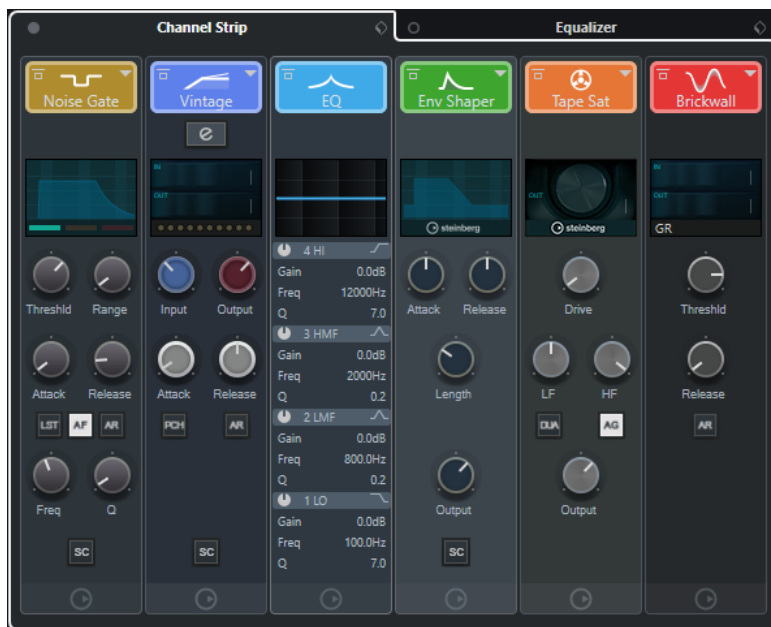 Channel Strip
Equalizer
Noise Gate
Vintage
EQ
Env Shaper
Tape Sat
Brickwall
e
IN
OUT
steinberg
OUT
steinberg
IN
OUT
GR
Threshld Range
Attack Release
LST AF AR
Freq Q
SC
Input Output
Attack Release
PCH AR
SC
4 HI
Gain 0.0dB
Freq 12000Hz
Q 7.0
3 HMF
Gain 0.0dB
Freq 2000Hz
Q 0.2
2 LMF
Gain 0.0dB
Freq 800.0Hz
Q 0.2
1 LO
Gain 0.0dB
Freq 100.0Hz
Q 7.0
Attack Release
Length
Output
SC
Drive
LF HF
DUA AG
Output
Threshld
Release
AR